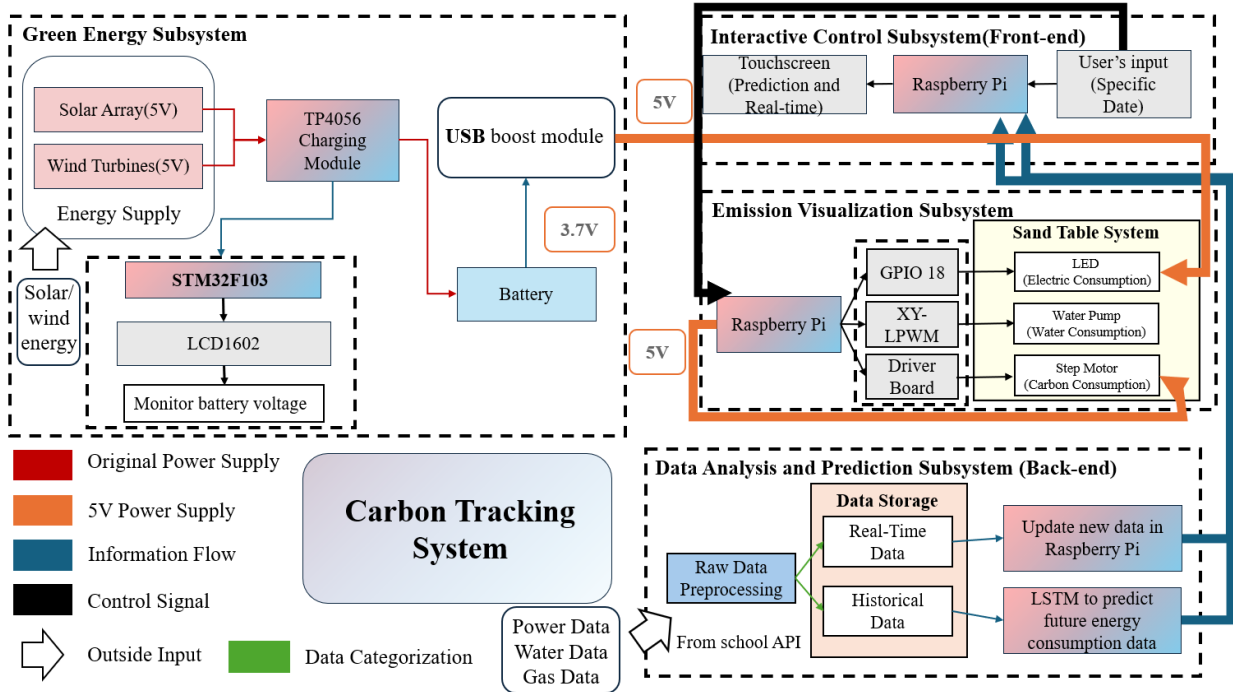 Green Energy Subsystem
Solar Array(5V)
Wind Turbines(5V)
Energy Supply
TP4056
Charging
Module
USB boost module
3.7V
Battery
Solar/
wind
energy
STM32F103
LCD1602
Monitor battery voltage
5V
Interactive Control Subsystem(Front-end)
Touchscreen
(Prediction and
Real-time)
Raspberry Pi
User's input
(Specific
Date)
Emission Visualization Subsystem
Raspberry Pi
5V
GPIO 18
XY-
LPWM
Driver
Board
Sand Table System
LED
(Electric Consumption)
Water Pump
(Water Consumption)
Step Motor
(Carbon Consumption)
Original Power Supply
5V Power Supply
Information Flow
Control Signal
Outside Input
Data Categorization
Carbon Tracking
System
Power Data
Water Data
Gas Data
Data Analysis and Prediction Subsystem (Back-end)
From school API
Raw Data
Preprocessing
Data Storage
Real-Time
Data
Historical
Data
Update new data in
Raspberry Pi
LSTM to predict
future energy
consumption data